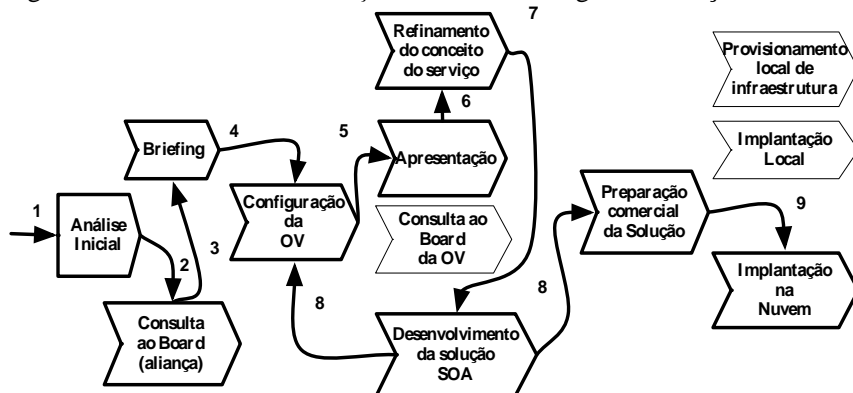 1
Análise
Inicial
2
Consulta
ao Board
(aliança)
3
Briefing
4
Configuração
da
OV
5
Apresentação
6
Refinamento
do conceito
do serviço
7
Consulta ao
Board
da OV
Desenvolvimento
da solução
SOA
8
8
Preparação
comercial
da Solução
9
Provisionamento
local de
infraestrutura
Implantação
Local
Implantação
na
Nuvem